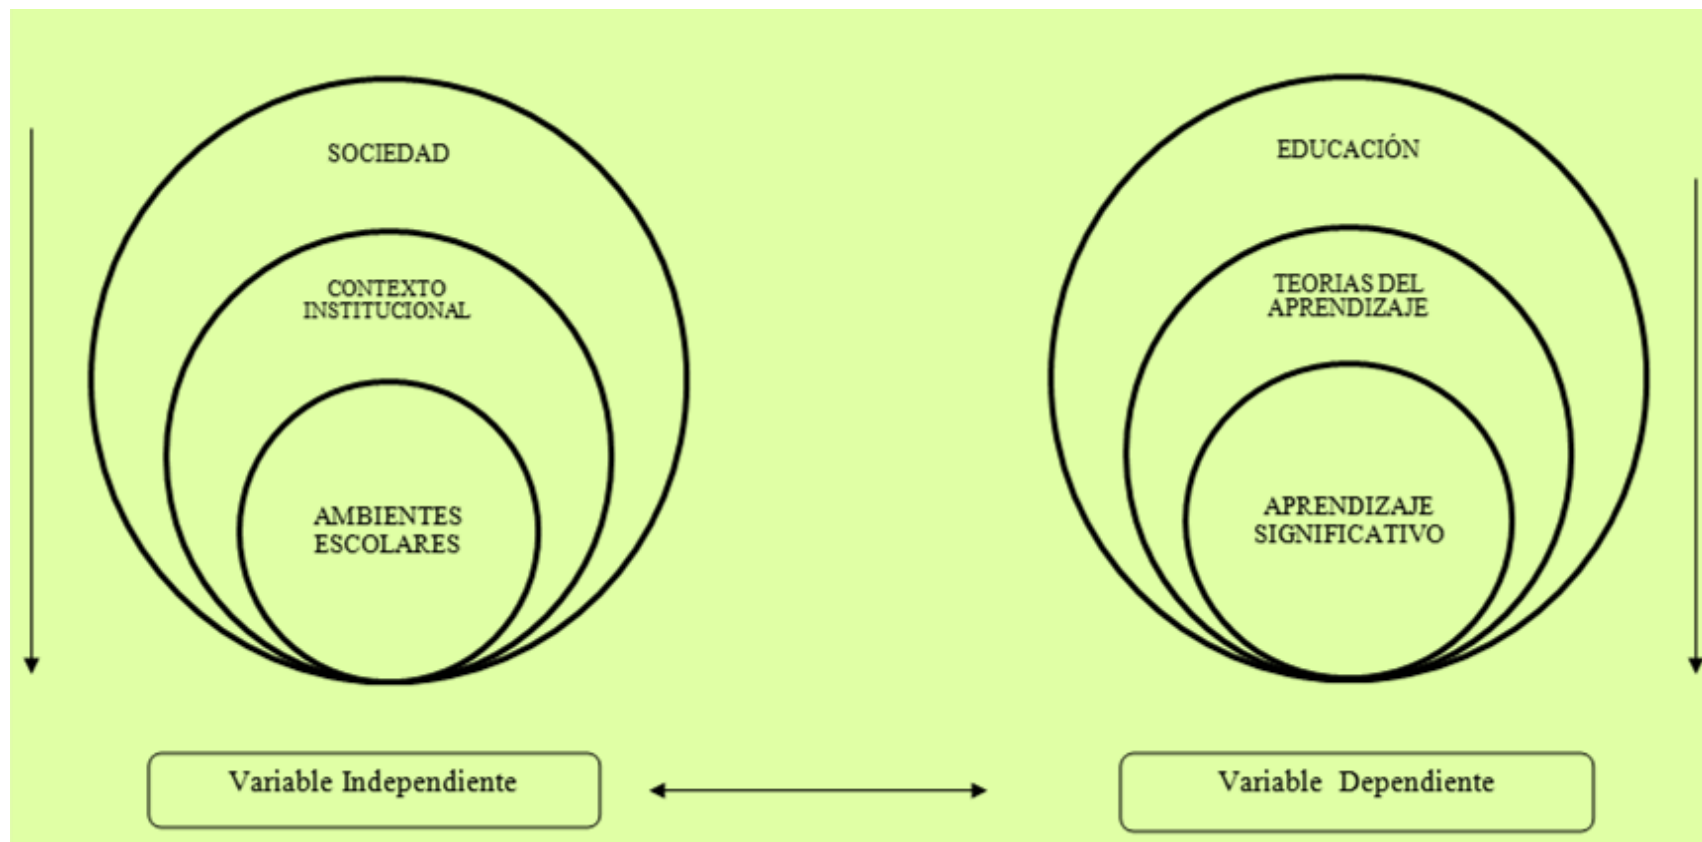 SOCIEDAD
CONTEXTO
INSTITUCIONAL
AMBIENTES
ESCOLARES
Variable Independiente
EDUCACIÓN
TEORIAS DEL
APRENDIZAJE
APRENDIZAJE
SIGNIFICATIVO
Variable Dependiente